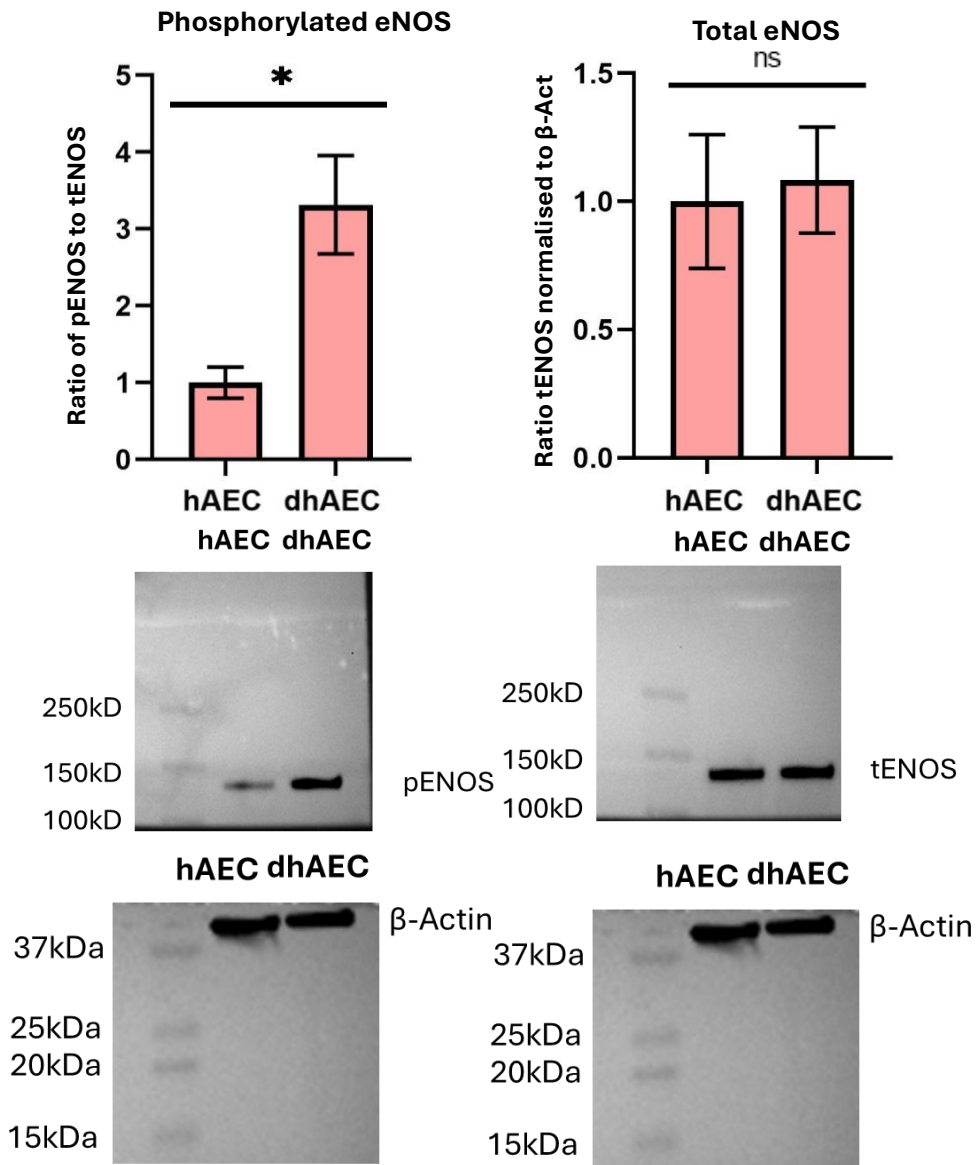 Phosphorylated eNOS
*
Ratio of pENOS to tENOS
5
4
3
2
1
0
hAEC dhAEC
Total eNOS
ns
Ratio tENOS normalised to β-Act
1.5
1.0
0.5
0.0
hAEC dhAEC
hAEC dhAEC
250kD
150kD
100kD
pENOS
hAEC dhAEC
250kD
150kD
100kD
tENOS
hAEC dhAEC
β-Actin
37kDa
25kDa
20kDa
15kDa
hAEC dhAEC
β-Actin
37kDa
25kDa
20kDa
15kDa